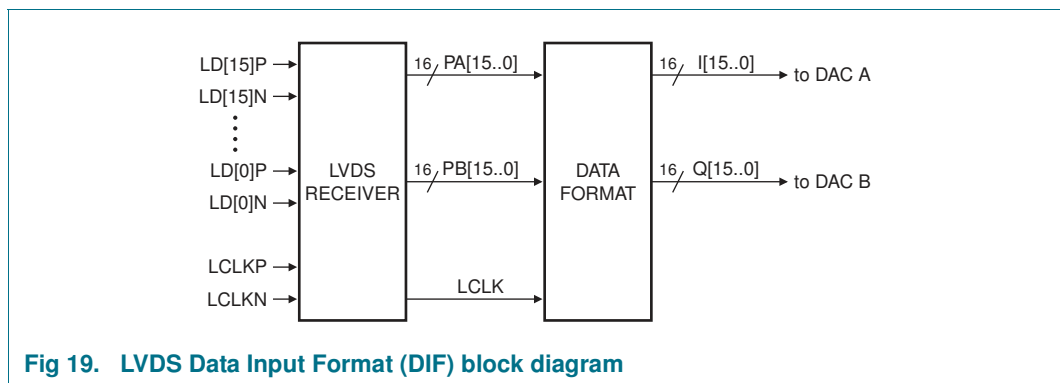 LD[15]P
LD[15]N
LD[0]P
LD[0]N
LCLKP
LCLKN
LVDS
RECEIVER
16 PA[15..0]
16 PB[15..0]
LCLK
DATA
FORMAT
16 I[15..0] to DAC A
16 Q[15..0] to DAC B
Fig 19. LVDS Data Input Format (DIF) block diagram